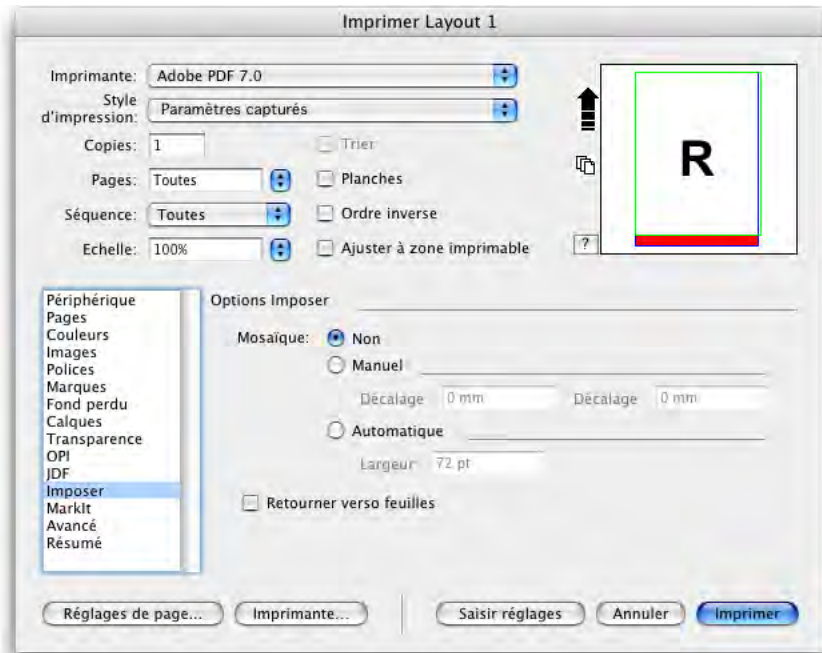 Imprimer Layout 1
Imprimante: Adobe PDF 7.0
Style d'impression: Paramètres capturés
Copies: 1 Trier
Pages: Toutes Planches
Séquence: Toutes Ordre inverse
Echelle: 100% Ajuster à zone imprimable
R
?
Périphérique
Pages
Couleurs
Images
Polices
Marques
Fond perdu
Calques
Transparence
OPI
JDF
Imposer
MarkIt
Avancé
Résumé
Options Imposer
Mosaïque: Non
Manuel
Décalage 0 mm Décalage 0 mm
Automatique
Largeur 72 pt
Retourner verso feuilles
Réglages de page... Imprimante... Saisir réglages Annuler Imprimer